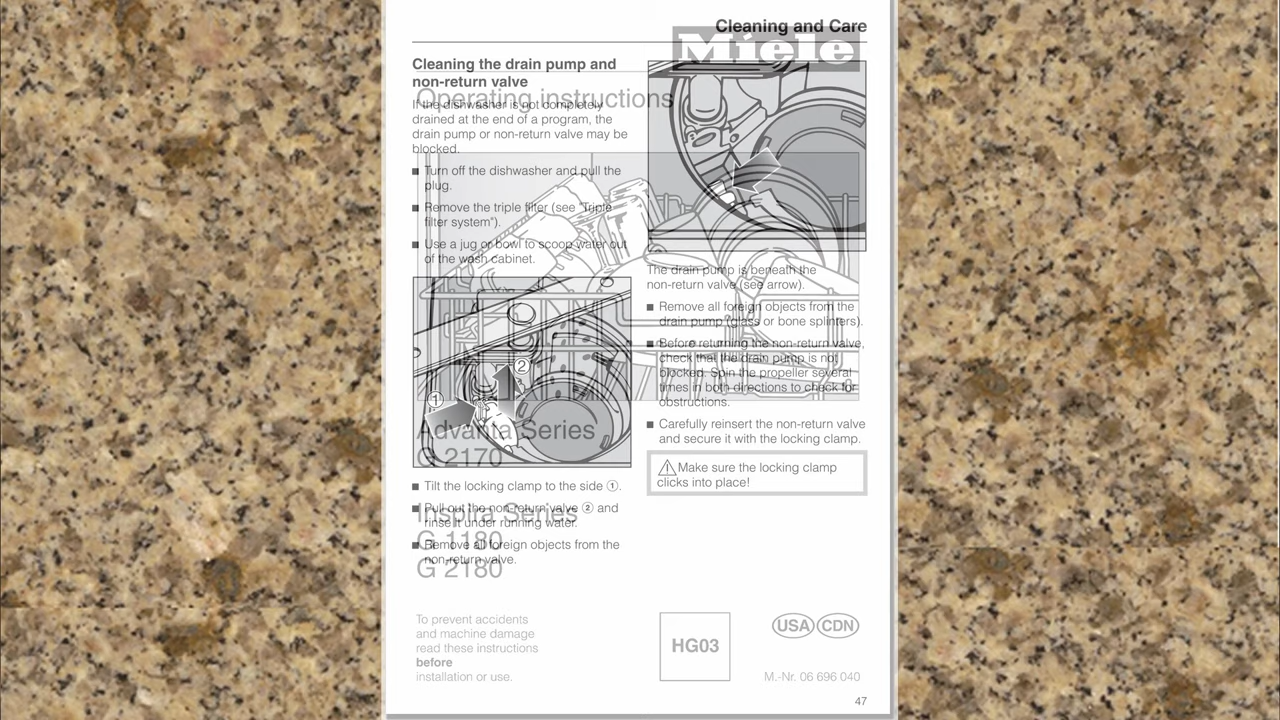 Cleaning and Care
Miele
Cleaning the drain pump and
non-return valve
Operating instructions
If the dishwasher is not completely
drained at the end of a program, the
drain pump or non-return valve may be
blocked.
Turn off the dishwasher and pull the
plug.
Remove the triple filter (see "Triple
filter system").
Use a jug or bowl to scoop water out
of the wash cabinet.
1
2
Advanta Series
G 2170
Tilt the locking clamp to the side ①.
Pull out the non-return valve ② and
rinse it under running water.
Remove all foreign objects from the
non-return valve.
Inspira Series
G 1180
G 2180
The drain pump is beneath the
non-return valve (see arrow).
Remove all foreign objects from the
drain pump (glass or bone splinters).
Before returning the non-return valve,
check that the drain pump is not
blocked. Spin the propeller several
times in both directions to check for
obstructions.
Carefully reinsert the non-return valve
and secure it with the locking clamp.
Make sure the locking clamp
clicks into place!
To prevent accidents
and machine damage
read these instructions
before
installation or use.
HG03
USA CDN
M.-Nr. 06 696 040
47